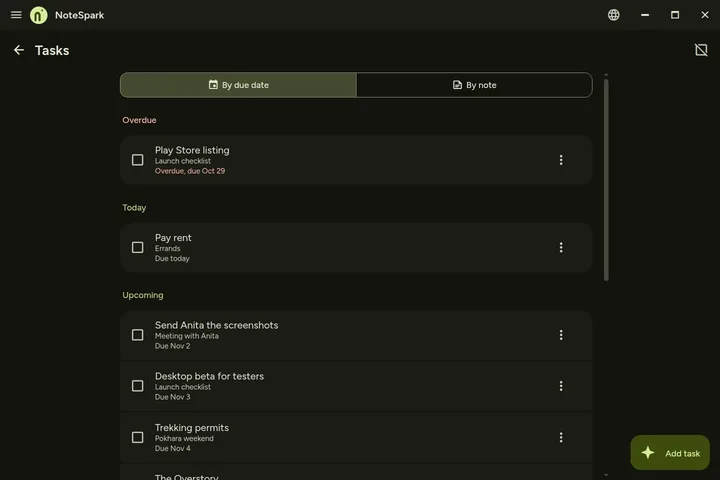 NoteSpark
Tasks
By due date
By note
Overdue
Play Store listing
Launch checklist
Overdue, due Oct 29
Today
Pay rent
Errands
Due today
Upcoming
Send Anita the screenshots
Meeting with Anita
Due Nov 2
Desktop beta for testers
Launch checklist
Due Nov 3
Trekking permits
Pokhara weekend
Due Nov 4
The Overstory
Add task